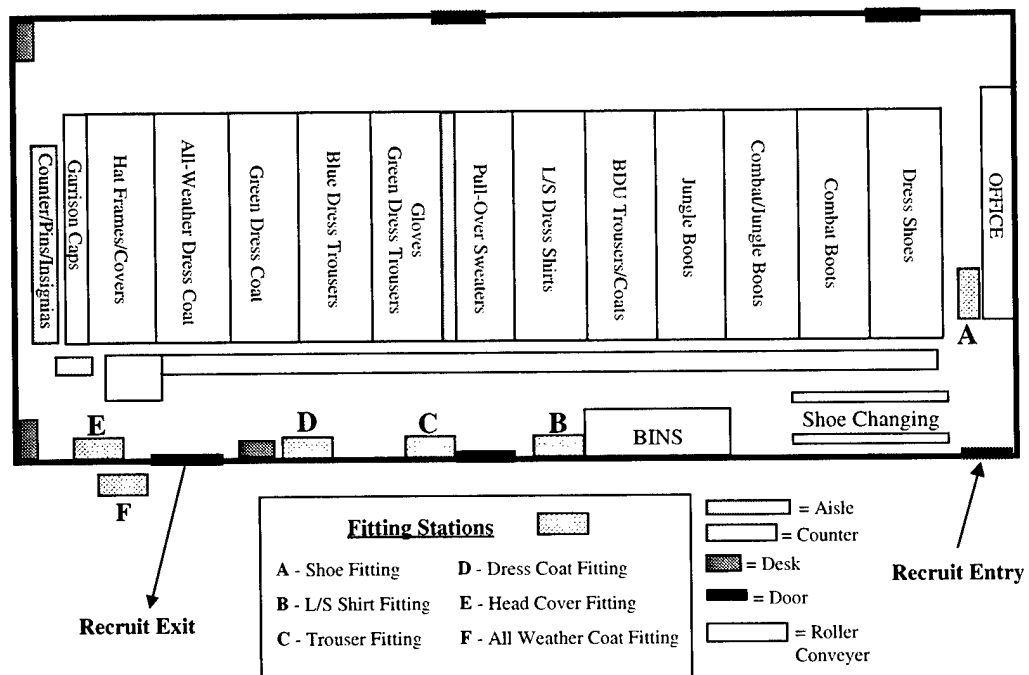 Counter/Pins/Insignias
Garrison Caps
Hat Frames/Covers
All-Weather Dress Coat
Green Dress Coat
Blue Dress Trousers
Gloves
Green Dress Trousers
Pull-Over Sweaters
L/S Dress Shirts
BDU Trousers/Coats
Jungle Boots
Combat/Jungle Boots
Combat Boots
Dress Shoes
OFFICE
A
E
D
C
B
BINS
Shoe Changing
F
Recruit Exit
Recruit Entry
Fitting Stations
A - Shoe Fitting
B - L/S Shirt Fitting
C - Trouser Fitting
D - Dress Coat Fitting
E - Head Cover Fitting
F - All Weather Coat Fitting
= Aisle
= Counter
= Desk
= Door
= Roller
Conveyer